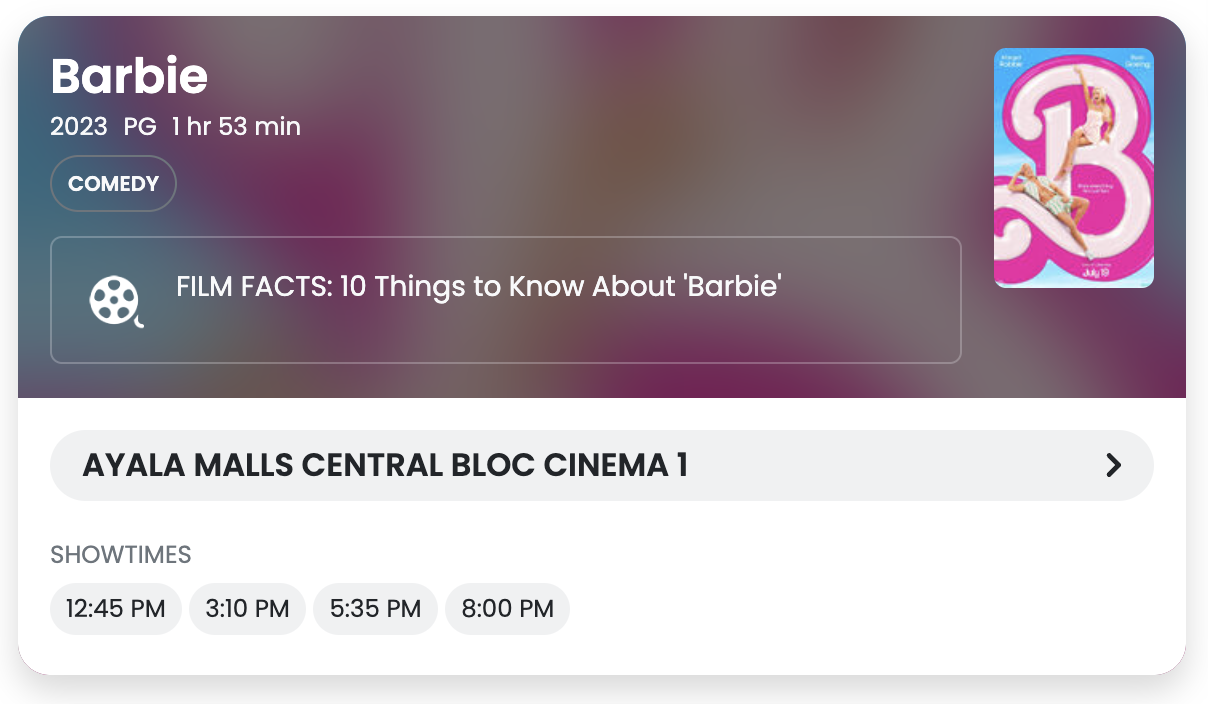 Barbie
2023 PG 1 hr 53 min
COMEDY
FILM FACTS: 10 Things to Know About 'Barbie'
Margot
Robbie
Ryan
Gosling
B
July 19
AYALA MALLS CENTRAL BLOC CINEMA 1
SHOWTIMES
12:45 PM 3:10 PM 5:35 PM 8:00 PM